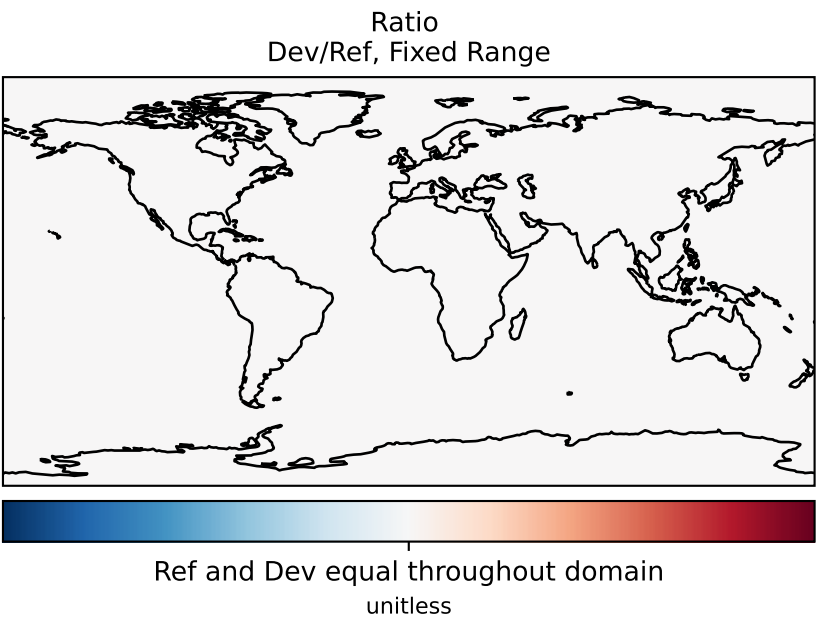 Ratio
Dev/Ref, Fixed Range
Ref and Dev equal throughout domain
unitless